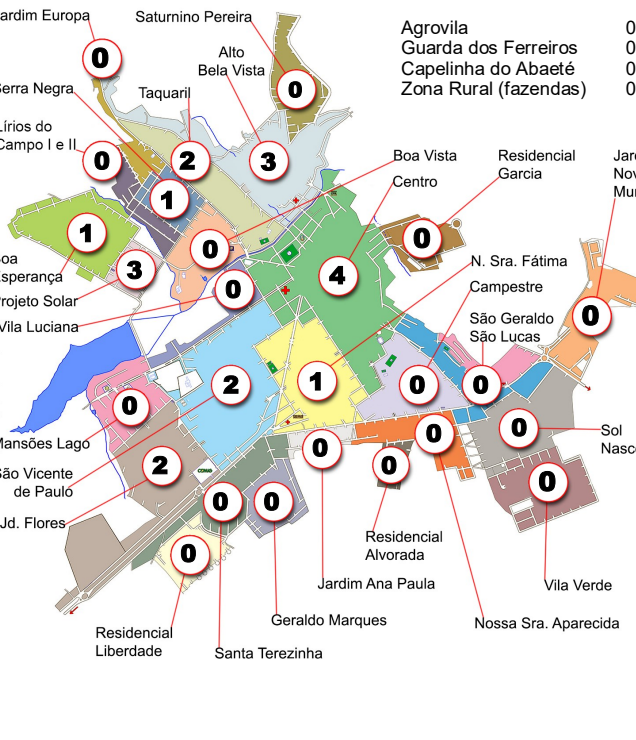 ardim Europa
Saturnino Pereira
Agrovila 0
Guarda dos Ferreiros 0
Capelinha do Abaeté 0
Zona Rural (fazendas) 0
Alto
Bela Vista
0
0
Serra Negra
Taquaril
Lírios do
Campo I e II
0
2
3
Boa Vista
Residencial
Garcia
Jar
Nov
Mu
Centro
1
1
0
0
3
4
0
Boa
Esperança
Projeto Solar
Vila Luciana
N. Sra. Fátima
Campestre
São Geraldo
São Lucas
0
0
2
1
0
0
0
0
0
Mansões Lago
São Vicente
de Paulo
Sol
Nasc
2
0
0
0
0
Jd. Flores
0
Residencial
Alvorada
Jardim Ana Paula
Vila Verde
Geraldo Marques
Nossa Sra. Aparecida
Residencial
Liberdade
Santa Terezinha